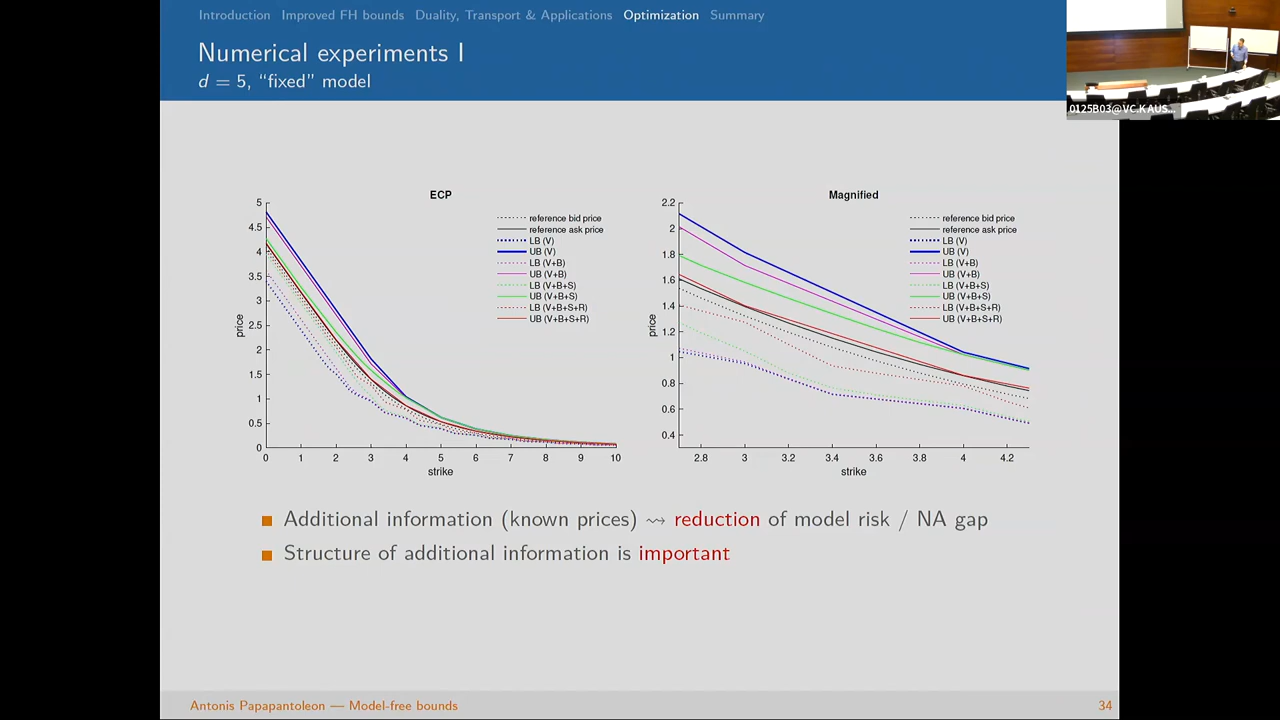 Introduction Improved FH bounds Duality, Transport & Applications Optimization Summary
Numerical experiments I
d = 5, “fixed” model
0125B03@VC.KAUS...
ECP
5
4.5
4
3.5
3
2.5
2
1.5
1
0.5
0
price
0 1 2 3 4 5 6 7 8 9 10
strike
reference bid price
reference ask price
LB (V)
UB (V)
LB (V+B)
UB (V+B)
LB (V+B+S)
UB (V+B+S)
LB (V+B+S+R)
UB (V+B+S+R)
Magnified
2.2
2
1.8
1.6
1.4
1.2
1
0.8
0.6
0.4
price
2.8 3 3.2 3.4 3.6 3.8 4 4.2
strike
reference bid price
reference ask price
LB (V)
UB (V)
LB (V+B)
UB (V+B)
LB (V+B+S)
UB (V+B+S)
LB (V+B+S+R)
UB (V+B+S+R)
Additional information (known prices) ⇝ reduction of model risk / NA gap
Structure of additional information is important
Antonis Papapantoleon — Model-free bounds
34